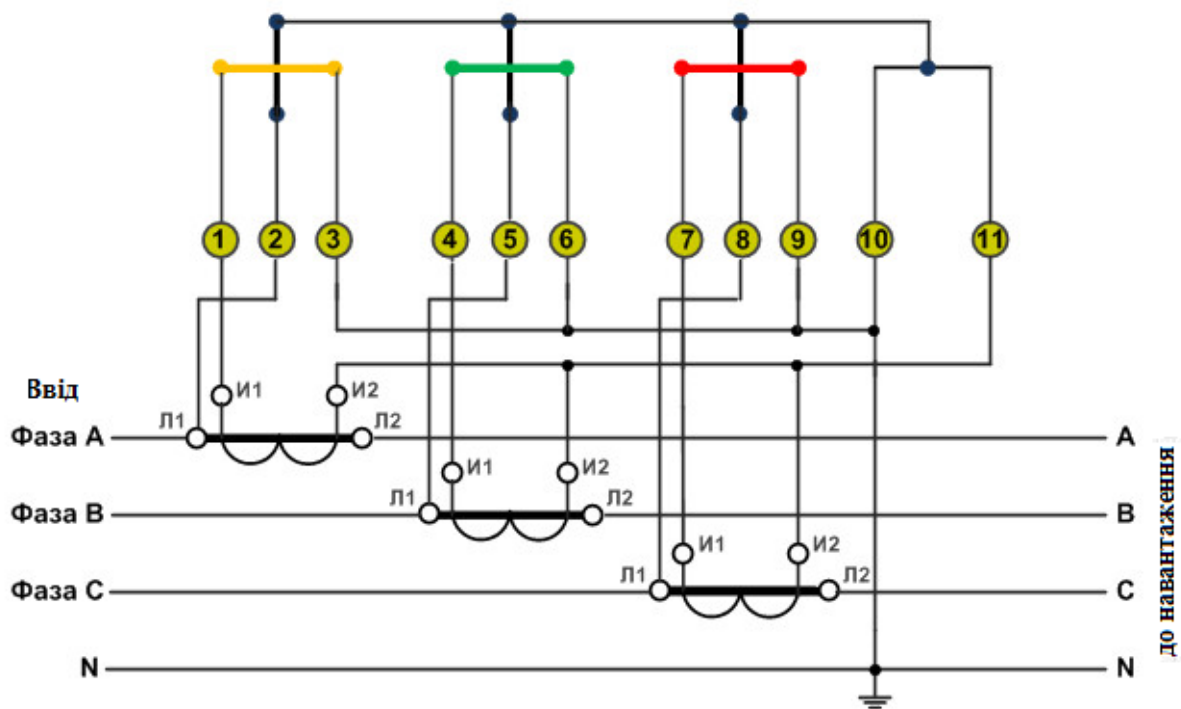 1 2 3 4 5 6 7 8 9 10 11
Ввід
И1 И2
Л1 Л2
Фаза А А
И1 И2
Л1 Л2
Фаза В В
И1 И2
Л1 Л2
Фаза С С
N N
до навантаження